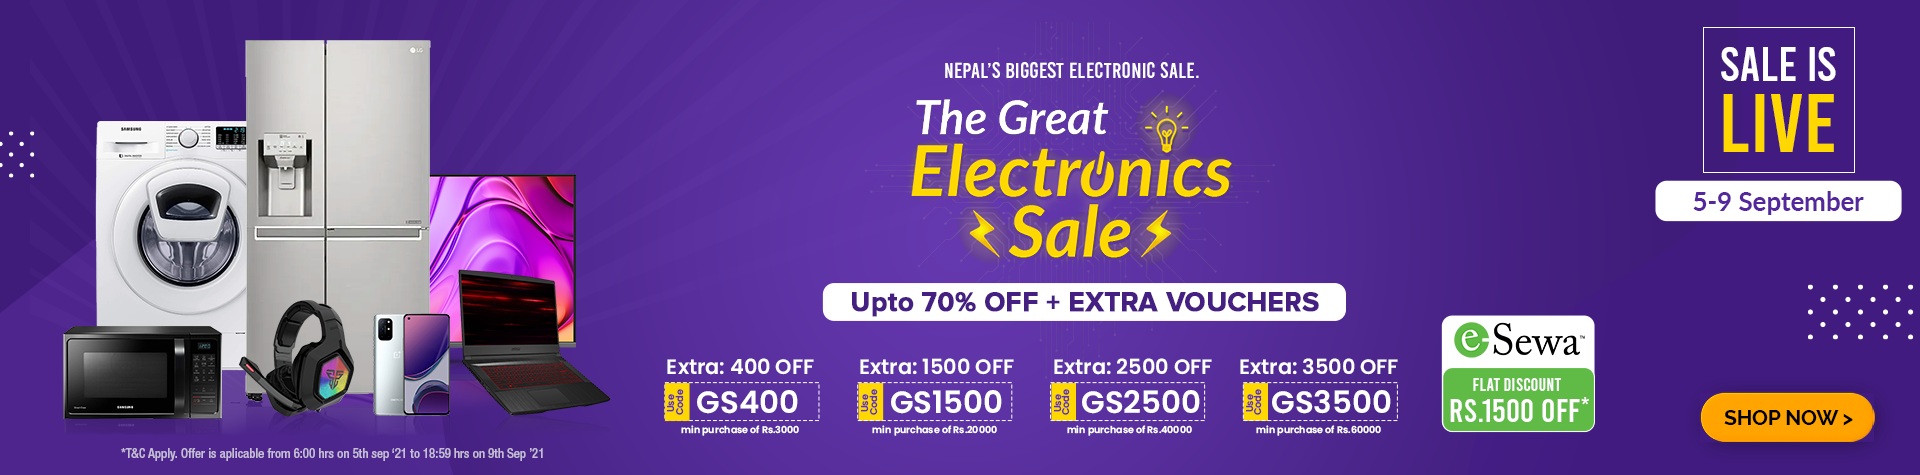 NEPAL'S BIGGEST ELECTRONIC SALE.
The Great
Electronics
Sale
Upto 70% OFF + EXTRA VOUCHERS
Extra: 400 OFF
Use Code GS400
min purchase of Rs.3000
Extra: 1500 OFF
Use Code GS1500
min purchase of Rs.20000
Extra: 2500 OFF
Use Code GS2500
min purchase of Rs.40000
Extra: 3500 OFF
Use Code GS3500
min purchase of Rs.60000
e-Sewa™
FLAT DISCOUNT
RS.1500 OFF*
SALE IS
LIVE
5-9 September
SHOP NOW >
LG
SAMSUNG
SAMSUNG
*T&C Apply. Offer is aplicable from 6:00 hrs on 5th sep '21 to 18:59 hrs on 9th Sep '21